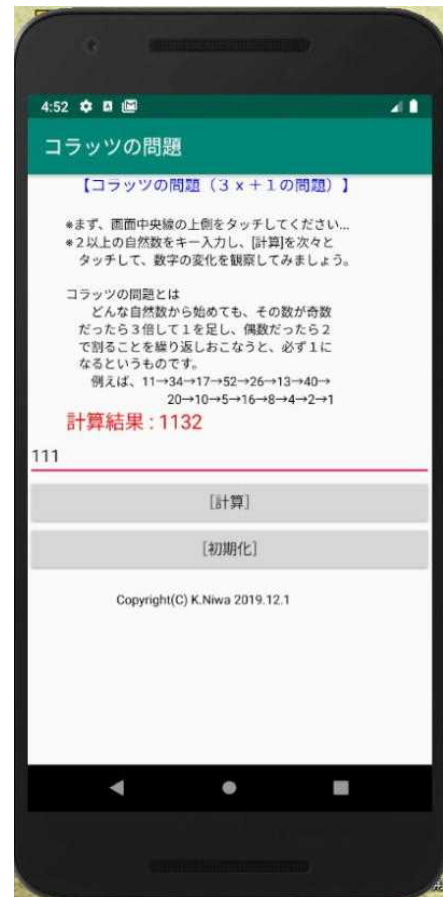 4:52
コラッツの問題
【コラッツの問題（３ｘ＋１の問題）】
※まず、画面中央線の上側をタッチしてください...
※２以上の自然数をキー入力し、[計算]を次々と
タッチして、数字の変化を観察してみましょう。
コラッツの問題とは
どんな自然数から始めても、その数が奇数
だったら３倍して１を足し、偶数だったら２
で割ることを繰り返しおこなうと、必ず１に
なるというものです。
例えば、11→34→17→52→26→13→40→
20→10→5→16→8→4→2→1
計算結果 : 1132
111
[計算]
[初期化]
Copyright(C) K.Niwa 2019.12.1